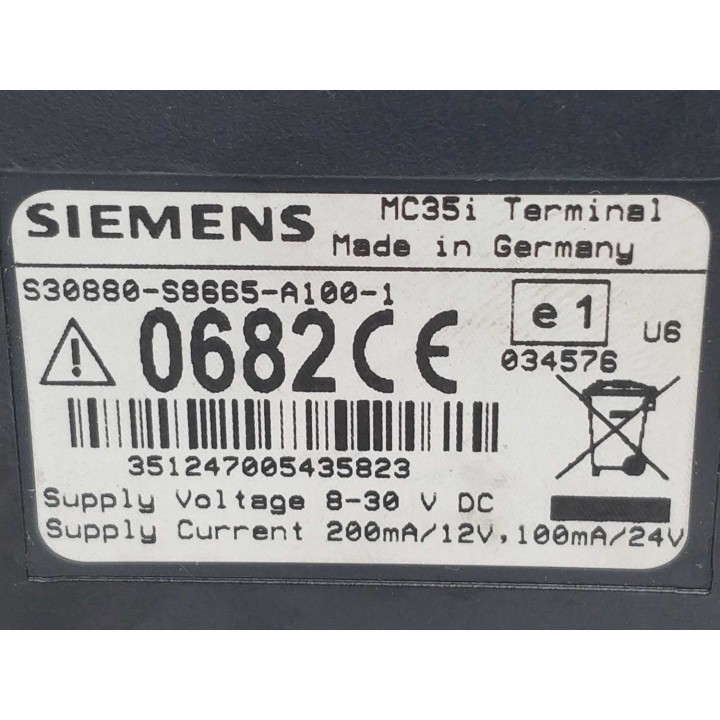 SIEMENS
MC35i Terminal
Made in Germany
S30880-S8665-A100-1
e1
U6
0682 CE
034576
351247005435823
Supply Voltage 8-30 V DC
Supply Current 200mA/12V, 100mA/24V